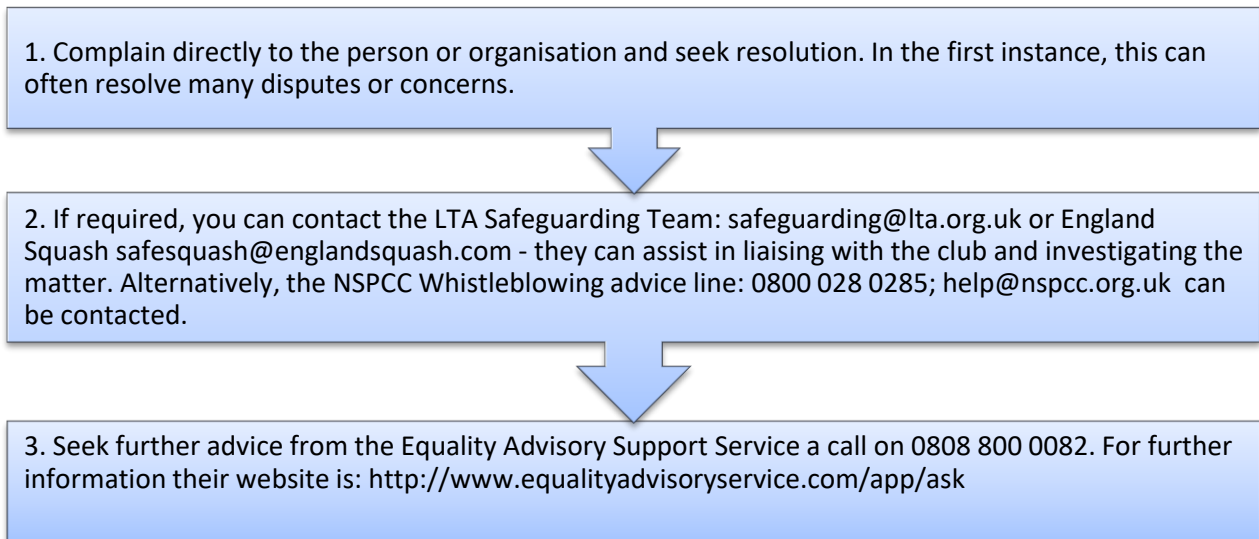 1. Complain directly to the person or organisation and seek resolution. In the first instance, this can
often resolve many disputes or concerns.
2. If required, you can contact the LTA Safeguarding Team: safeguarding@lta.org.uk or England
Squash safesquash@englandsquash.com - they can assist in liaising with the club and investigating the
matter. Alternatively, the NSPCC Whistleblowing advice line: 0800 028 0285; help@nspcc.org.uk  can
be contacted.
3. Seek further advice from the Equality Advisory Support Service a call on 0808 800 0082. For further
information their website is: http://www.equalityadvisoryservice.com/app/ask